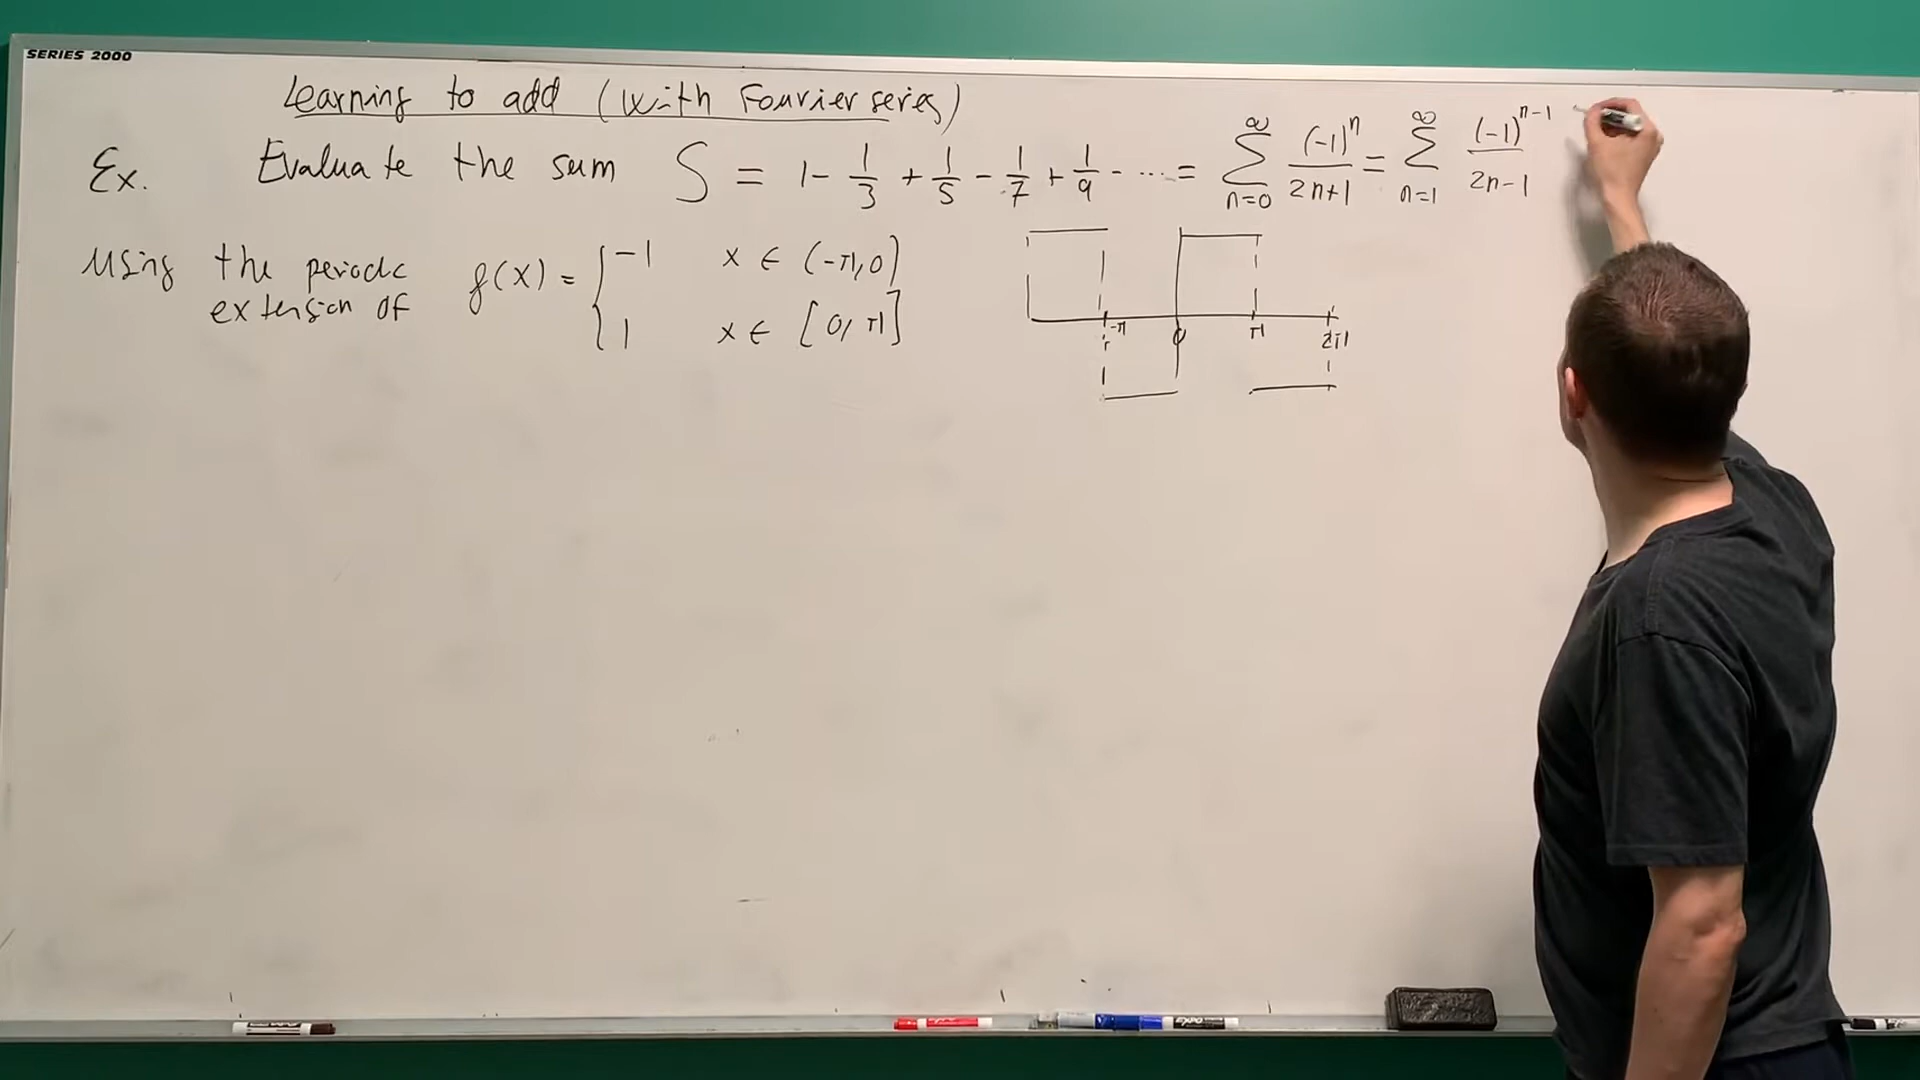 SERIES 2000
Learning to add (with Fourier series)
Ex. Evaluate the sum S = 1 - 1/3 + 1/5 - 1/7 + 1/9 - ... = ∑_{n=0}^{∞} (-1)^n/(2n+1) = ∑_{n=1}^{∞} (-1)^{n-1}/(2n-1)
Using the periodc extension of f(x) = { -1 x ∈ (-π,0)
1 x ∈ [0,π]
-π 0 π 2π